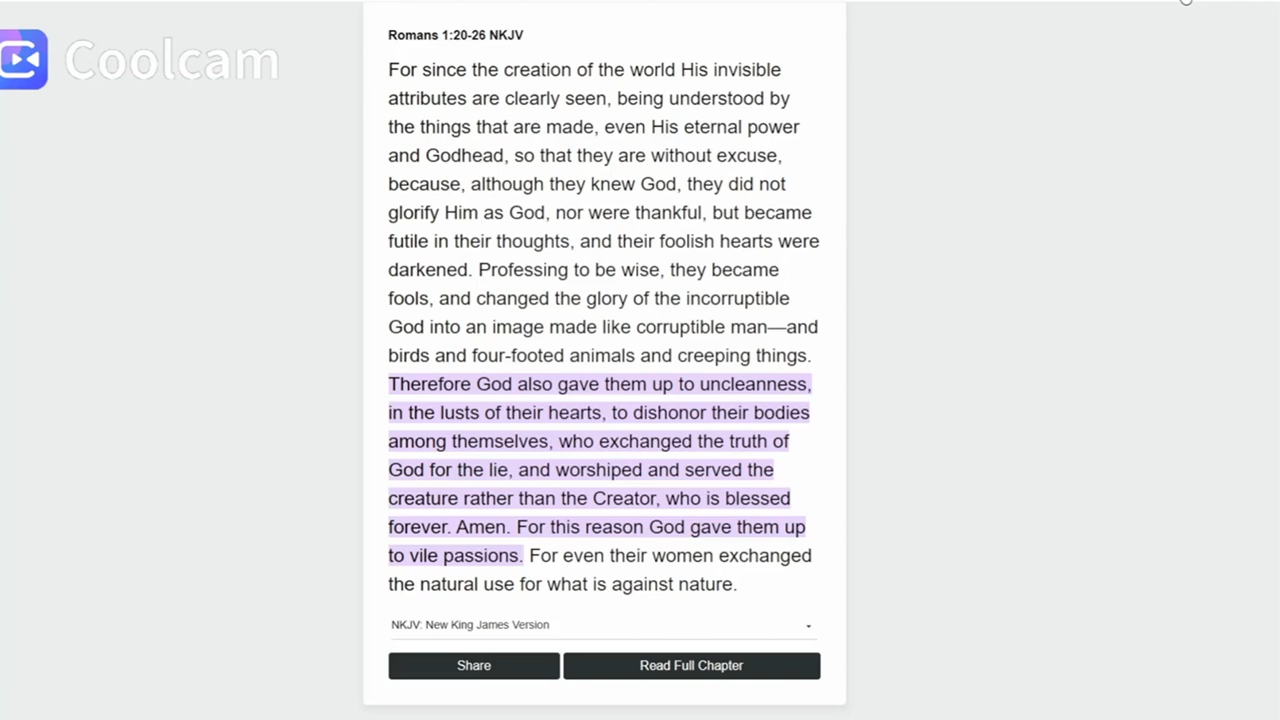 Coolcam
Romans 1:20-26 NKJV
For since the creation of the world His invisible
attributes are clearly seen, being understood by
the things that are made, even His eternal power
and Godhead, so that they are without excuse,
because, although they knew God, they did not
glorify Him as God, nor were thankful, but became
futile in their thoughts, and their foolish hearts were
darkened. Professing to be wise, they became
fools, and changed the glory of the incorruptible
God into an image made like corruptible man—and
birds and four-footed animals and creeping things.
Therefore God also gave them up to uncleanness,
in the lusts of their hearts, to dishonor their bodies
among themselves, who exchanged the truth of
God for the lie, and worshiped and served the
creature rather than the Creator, who is blessed
forever. Amen. For this reason God gave them up
to vile passions. For even their women exchanged
the natural use for what is against nature.
NKJV: New King James Version
Share
Read Full Chapter